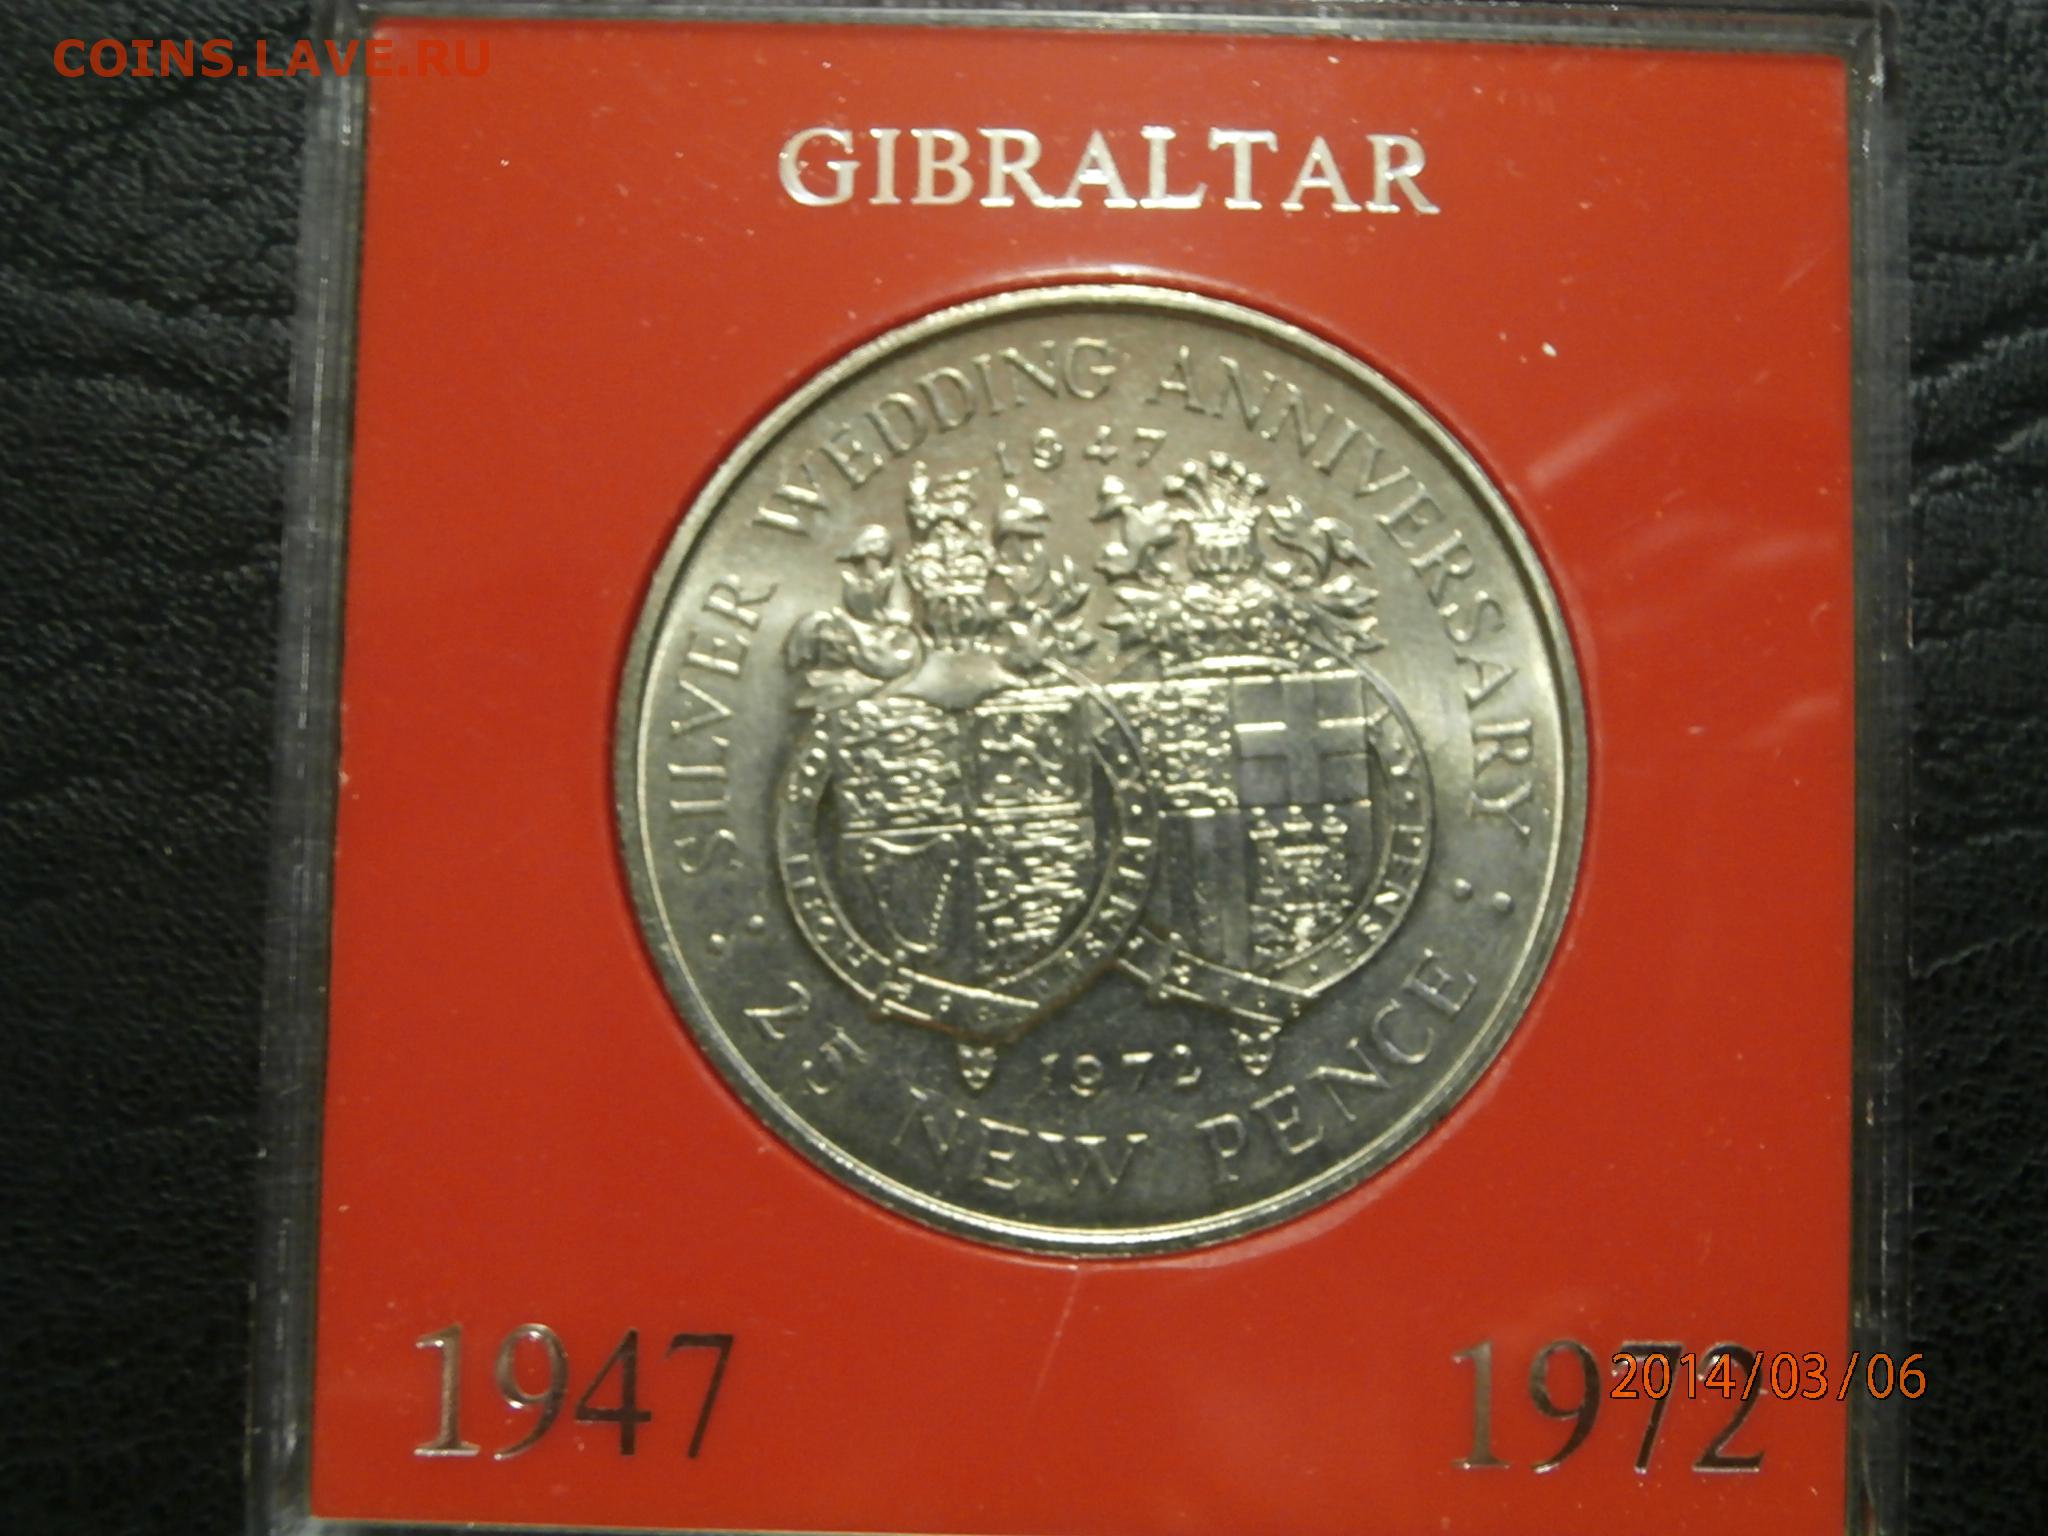 COINS.LAVE.RU
GIBRALTAR
SILVER WEDDING ANNIVERSARY
1947
1972
25 NEW PENCE
1947
1972
2014/03/06